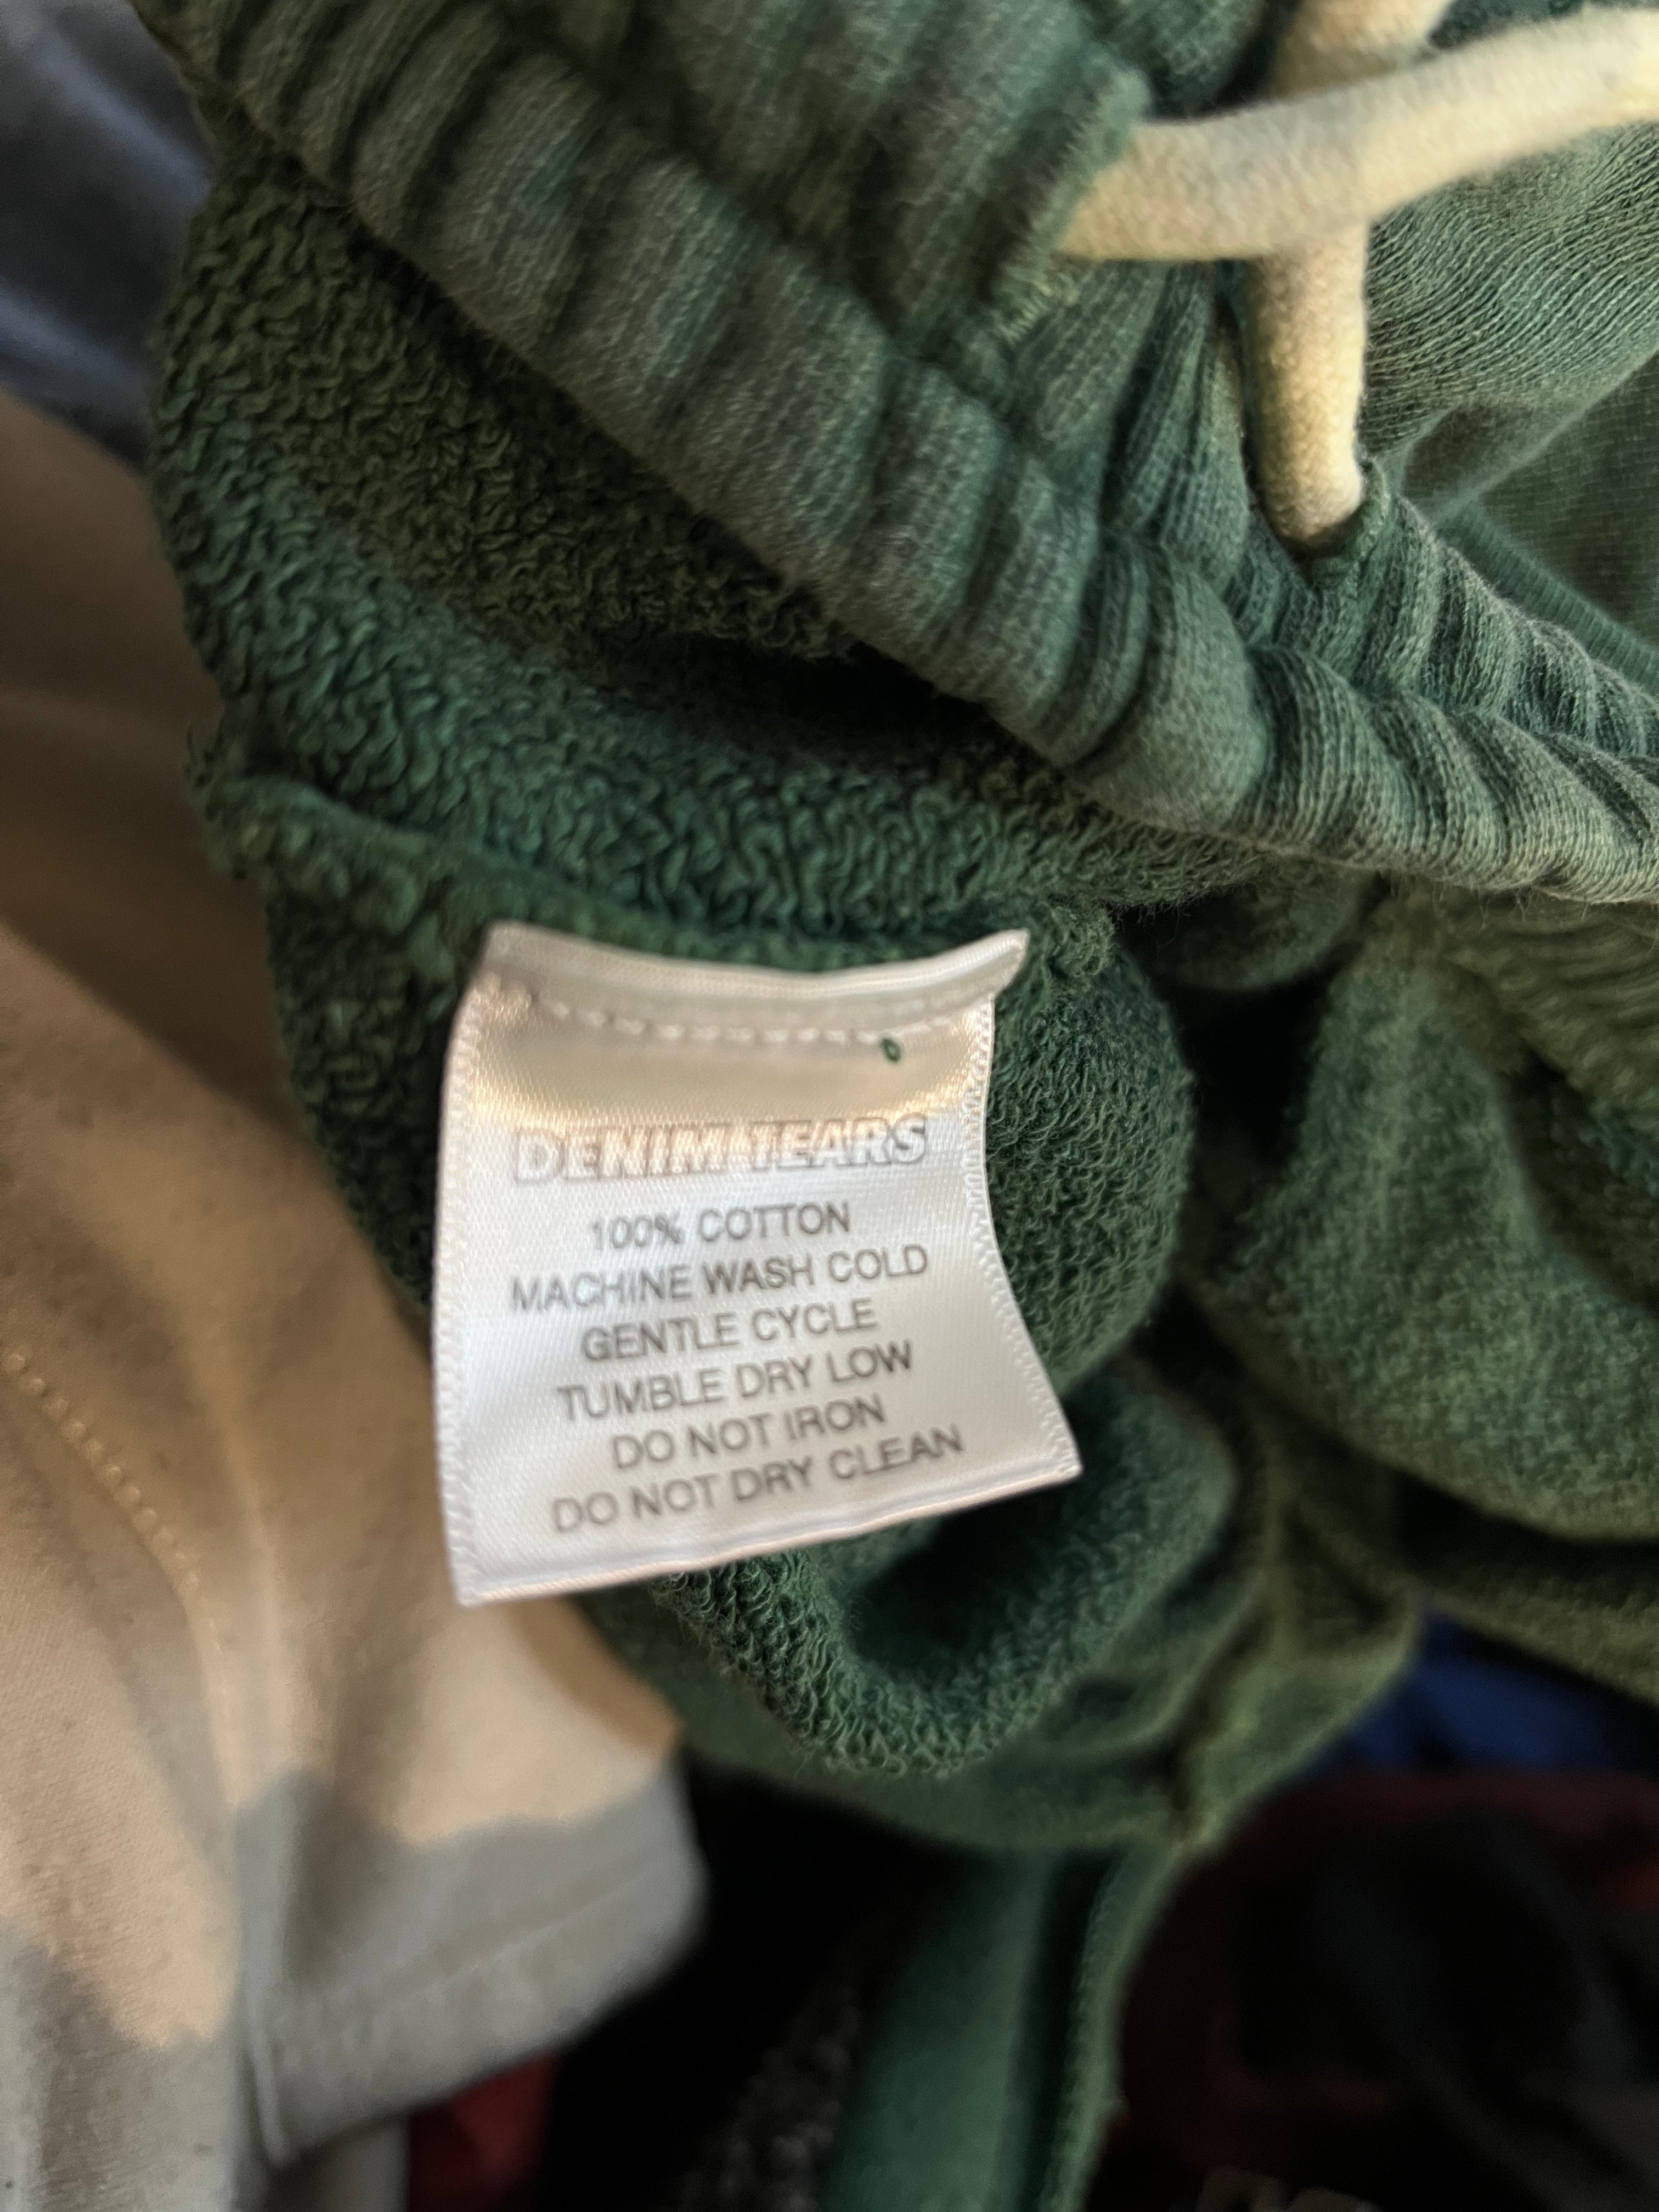 DENIM TEARS
100% COTTON
MACHINE WASH COLD
GENTLE CYCLE
TUMBLE DRY LOW
DO NOT IRON
DO NOT DRY CLEAN